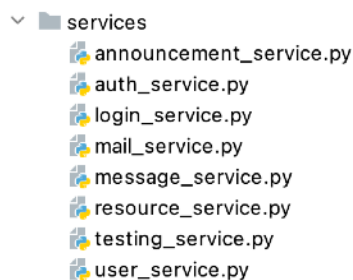 services
announcement_service.py
auth_service.py
login_service.py
mail_service.py
message_service.py
resource_service.py
testing_service.py
user_service.py